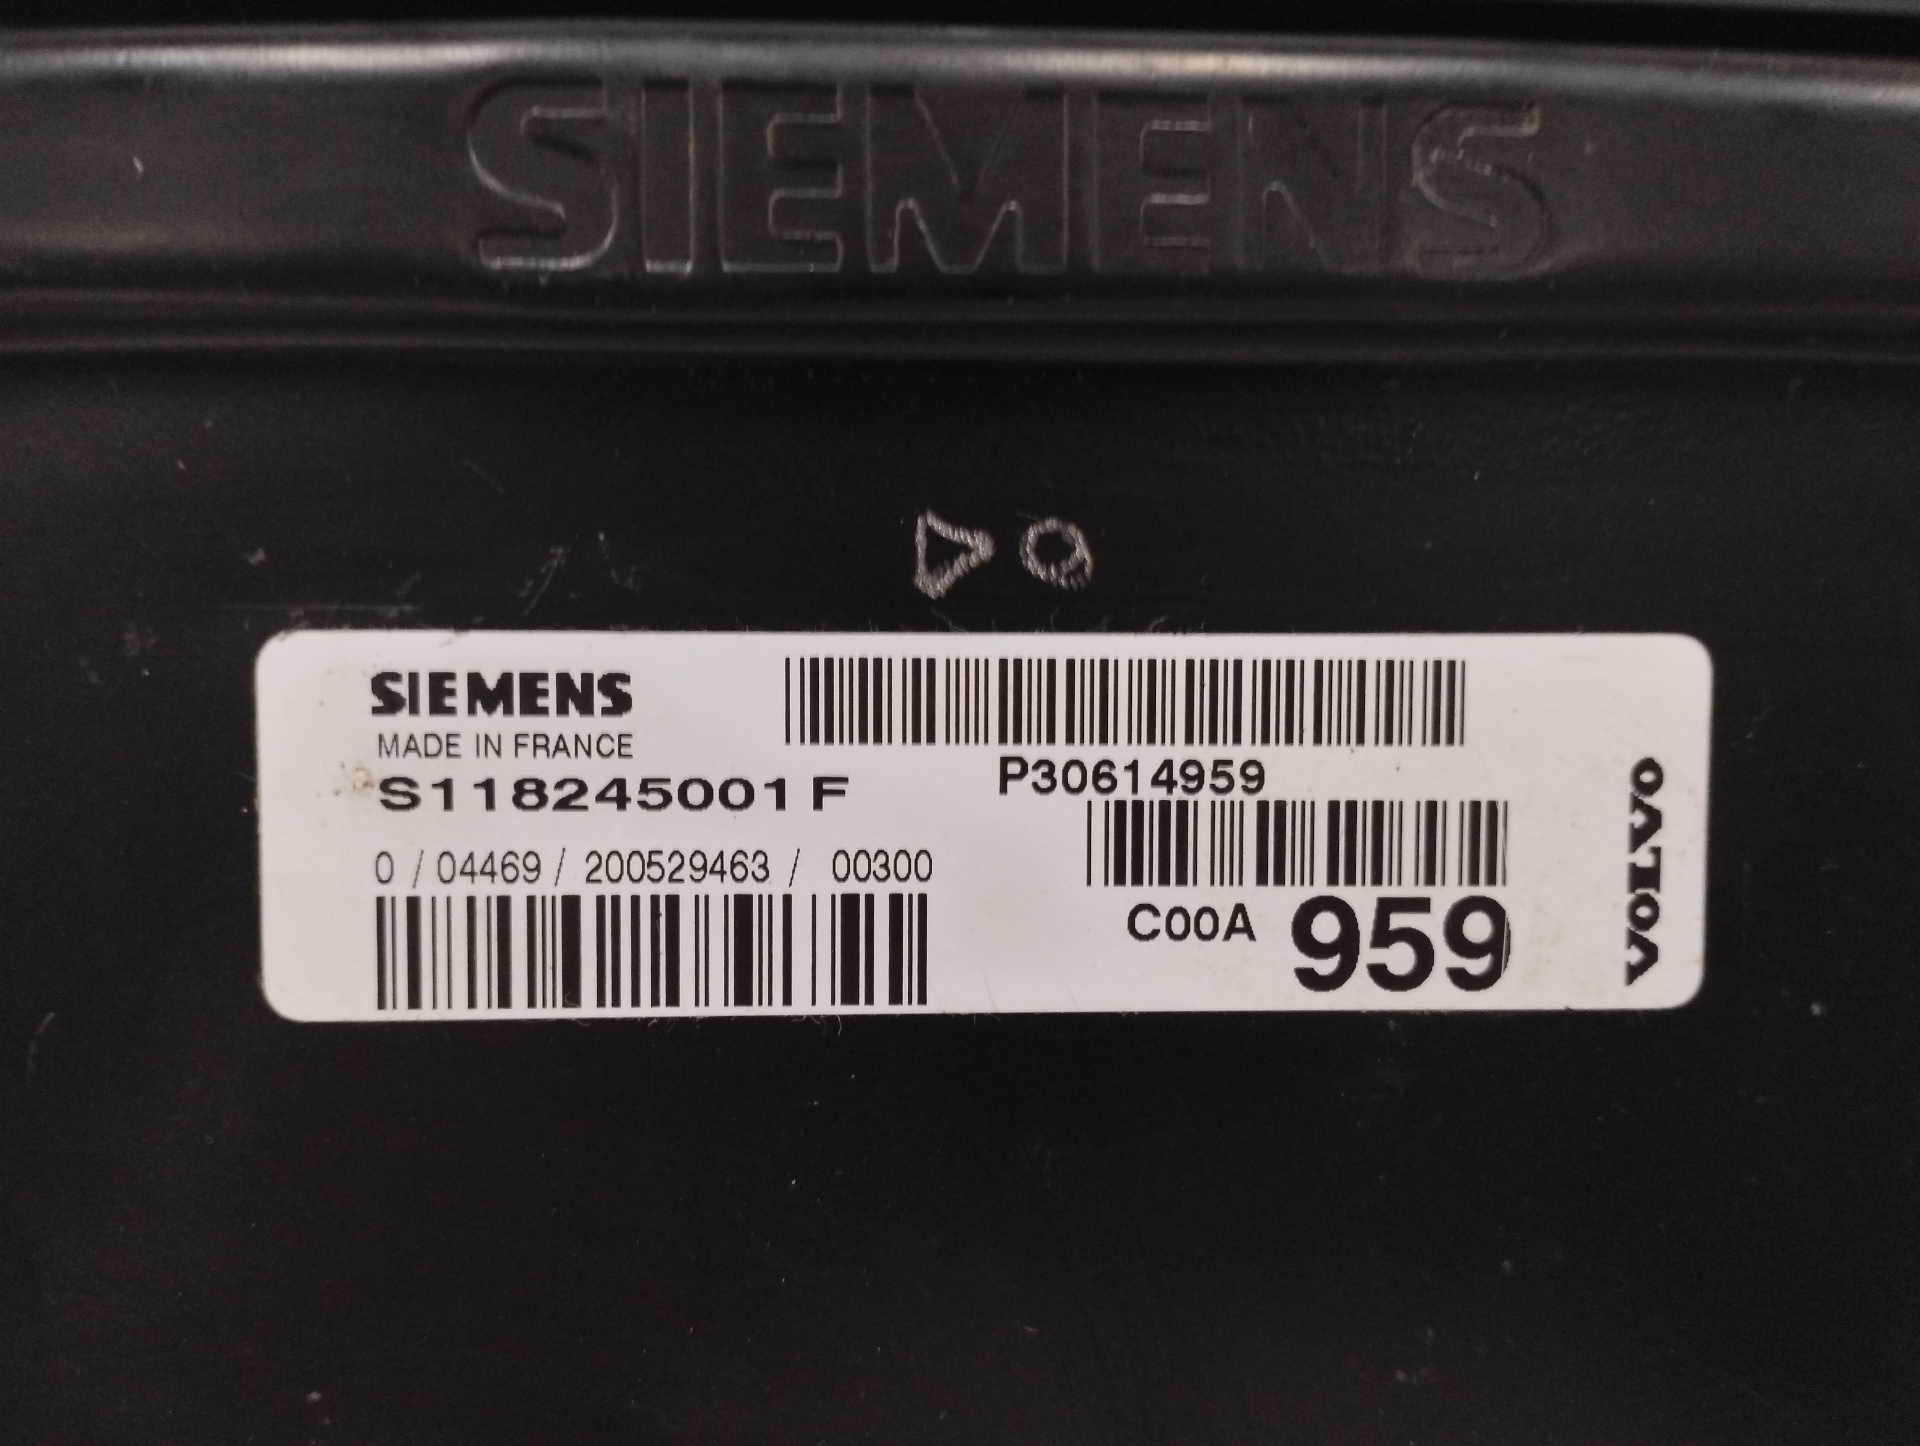 SIEMENS
SIEMENS
MADE IN FRANCE
S118245001 F
P30614959
0 / 04469 / 200529463 / 00300
C00A 959
VOLVO